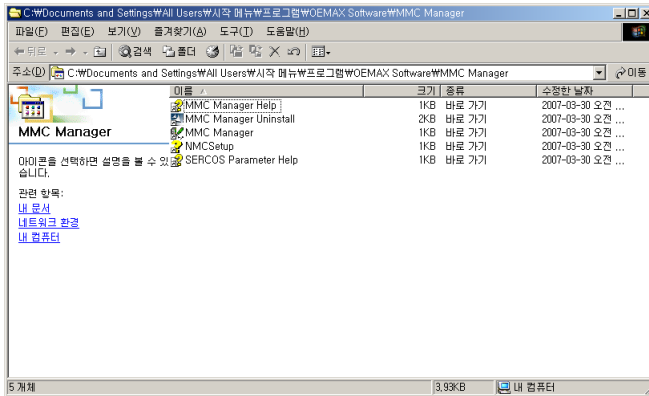 C:₩Documents and Settings₩All Users₩시작 메뉴₩프로그램₩OEMAX Software₩MMC Manager
파일(F) 편집(E) 보기(V) 즐겨찾기(A) 도구(T) 도움말(H)
뒤로 검색 폴더
주소(D) C:₩Documents and Settings₩All Users₩시작 메뉴₩프로그램₩OEMAX Software₩MMC Manager 이동
이름 크기 종류 수정한 날짜
MMC Manager Help 1KB 바로 가기 2007-03-30 오전 ...
MMC Manager Uninstall 2KB 바로 가기 2007-03-30 오전 ...
MMC Manager 1KB 바로 가기 2007-03-30 오전 ...
NMCSetup 1KB 바로 가기 2007-03-30 오전 ...
SERCOS Parameter Help 1KB 바로 가기 2007-03-30 오전 ...
MMC Manager
아이콘을 선택하면 설명을 볼 수 있
습니다.
관련 항목:
내 문서
네트워크 환경
내 컴퓨터
5 개체 3,93KB 내 컴퓨터